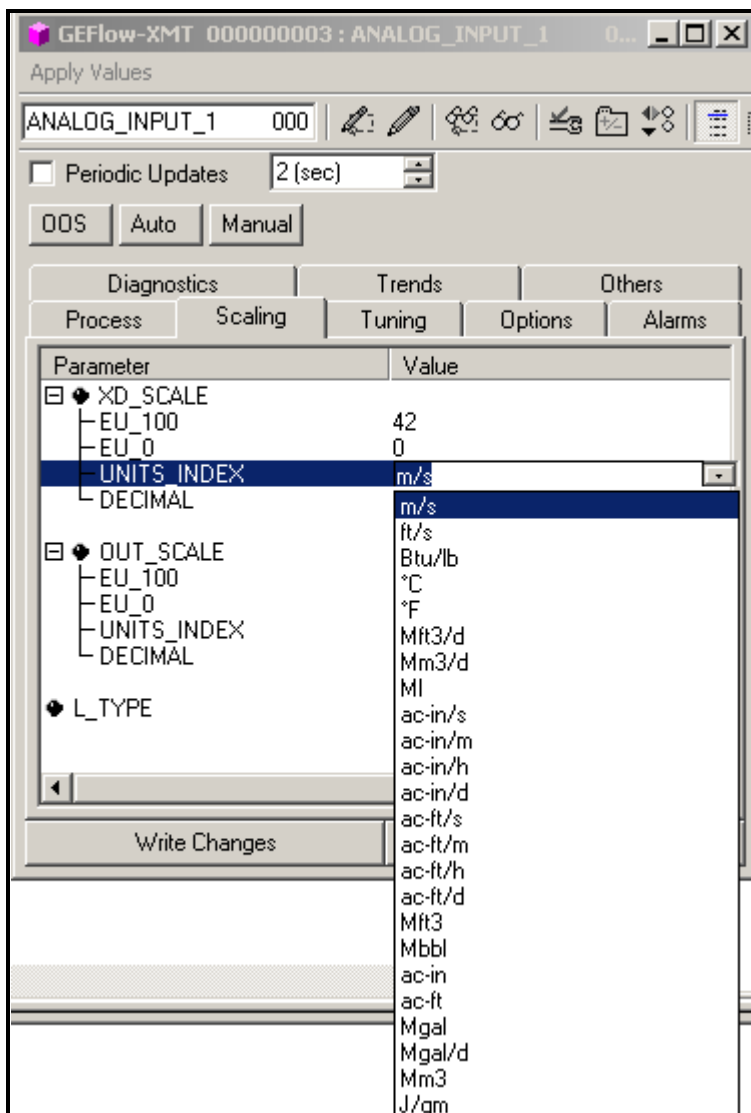 GEFlow-XMT 000000003 : ANALOG_INPUT_1 0...
Apply Values
ANALOG_INPUT_1 000
Periodic Updates 2 (sec)
OOS Auto Manual
Diagnostics Trends Others
Process Scaling Tuning Options Alarms
Parameter Value
XD_SCALE
EU_100 42
EU_0 0
UNITS_INDEX m/s
DECIMAL
m/s
ft/s
Btu/lb
°C
°F
Mft3/d
Mm3/d
Ml
ac-in/s
ac-in/m
ac-in/h
ac-in/d
ac-ft/s
ac-ft/m
ac-ft/h
ac-ft/d
Mft3
Mbbl
ac-in
ac-ft
Mgal
Mgal/d
Mm3
J/gm
OUT_SCALE
EU_100
EU_0
UNITS_INDEX
DECIMAL
L_TYPE
Write Changes